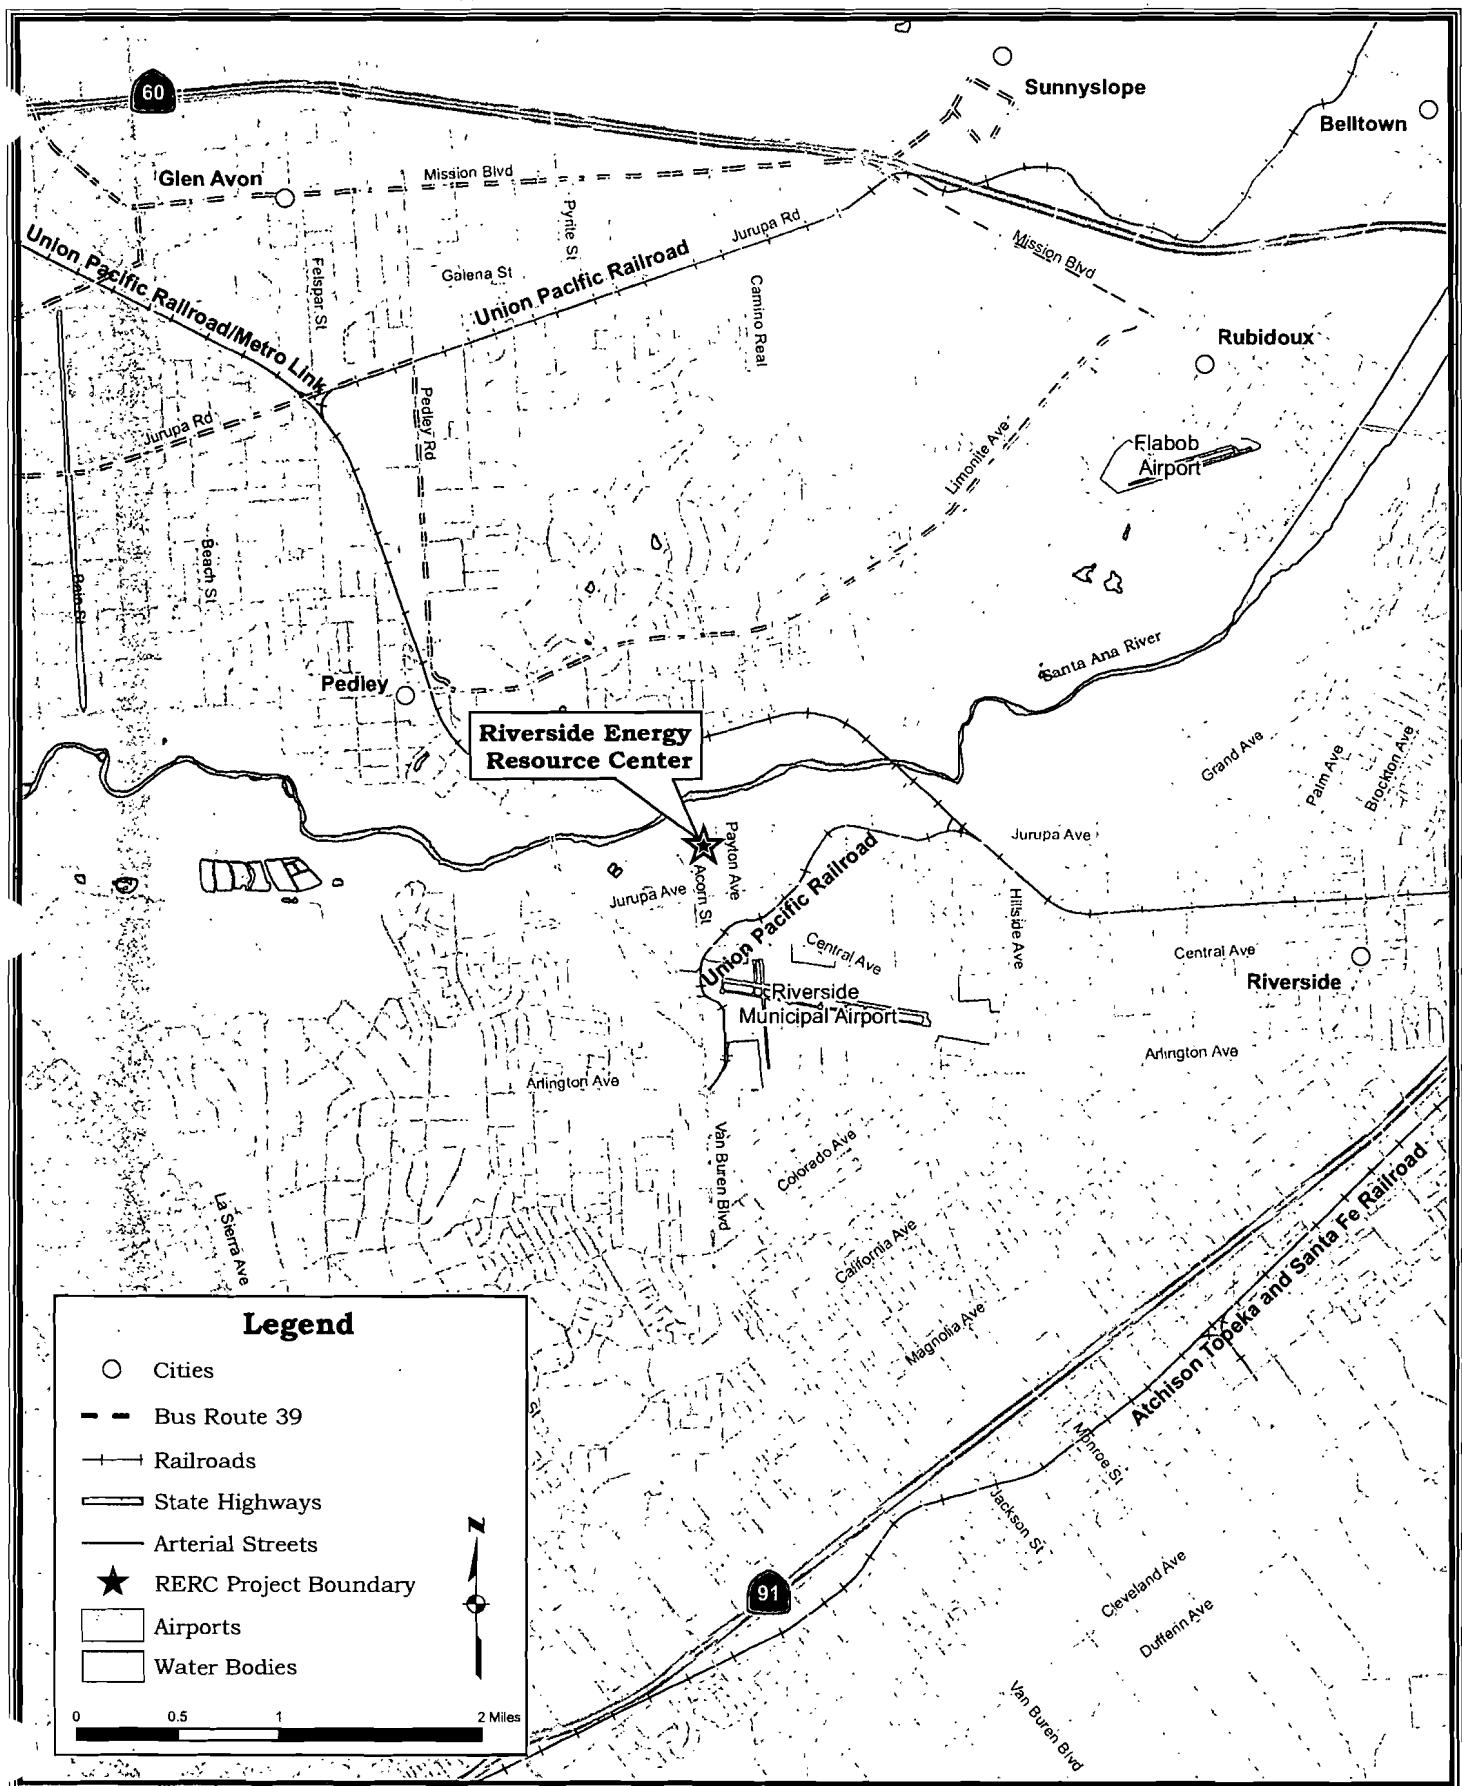 60
Sunnyslope
Belltown
Glen Avon
Mission Blvd
Pyrite St
Jurupa Rd
Union Pacific Railroad/Metro Link
Felspar St
Galena St
Union Pacific Railroad
Camino Real
Mission Blvd
Rubidoux
Jurupa Rd
Pedley Rd
Limonite Ave
Flabob
Airport
Beach St
Santa Ana River
Pedley
Riverside Energy
Resource Center
Grand Ave
Palm Ave
Brockton Ave
Payton Ave
Jurupa Ave
Jurupa Ave
Acorn St
Union Pacific Railroad
Hillside Ave
Central Ave
Central Ave
Riverside
Riverside
Municipal Airport
Arlington Ave
Arlington Ave
Van Buren Blvd
Colorado Ave
La Sierra Ave
California Ave
Magnolia Ave
Atchison Topeka and Santa Fe Railroad
Monroe St
Jackson St
91
Cleveland Ave
Dufferin Ave
Van Buren Blvd
St
Legend
Cities
Bus Route 39
Railroads
State Highways
Arterial Streets
RERC Project Boundary
Airports
Water Bodies
N
0 0.5 1 2 Miles